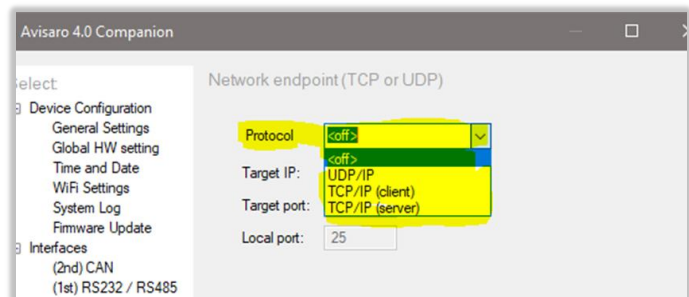 Avisaro 4.0 Companion
Select
Device Configuration
General Settings
Global HW setting
Time and Date
WiFi Settings
System Log
Firmware Update
Interfaces
(2nd) CAN
(1st) RS232 / RS485
Network endpoint (TCP or UDP)
Protocol <off>
<off>
UDP/IP
TCP/IP (client)
TCP/IP (server)
Target IP:
Target port:
Local port: 25